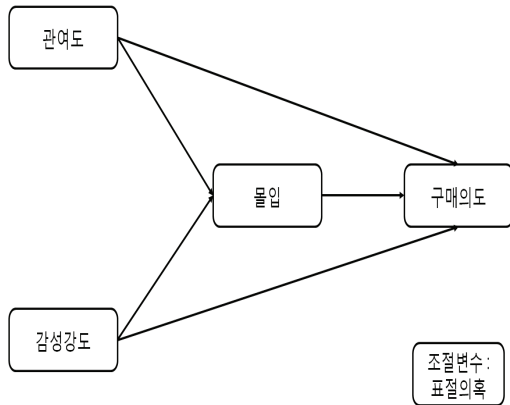 관여도
몰입
구매의도
감성강도
조절변수 :
표절의혹